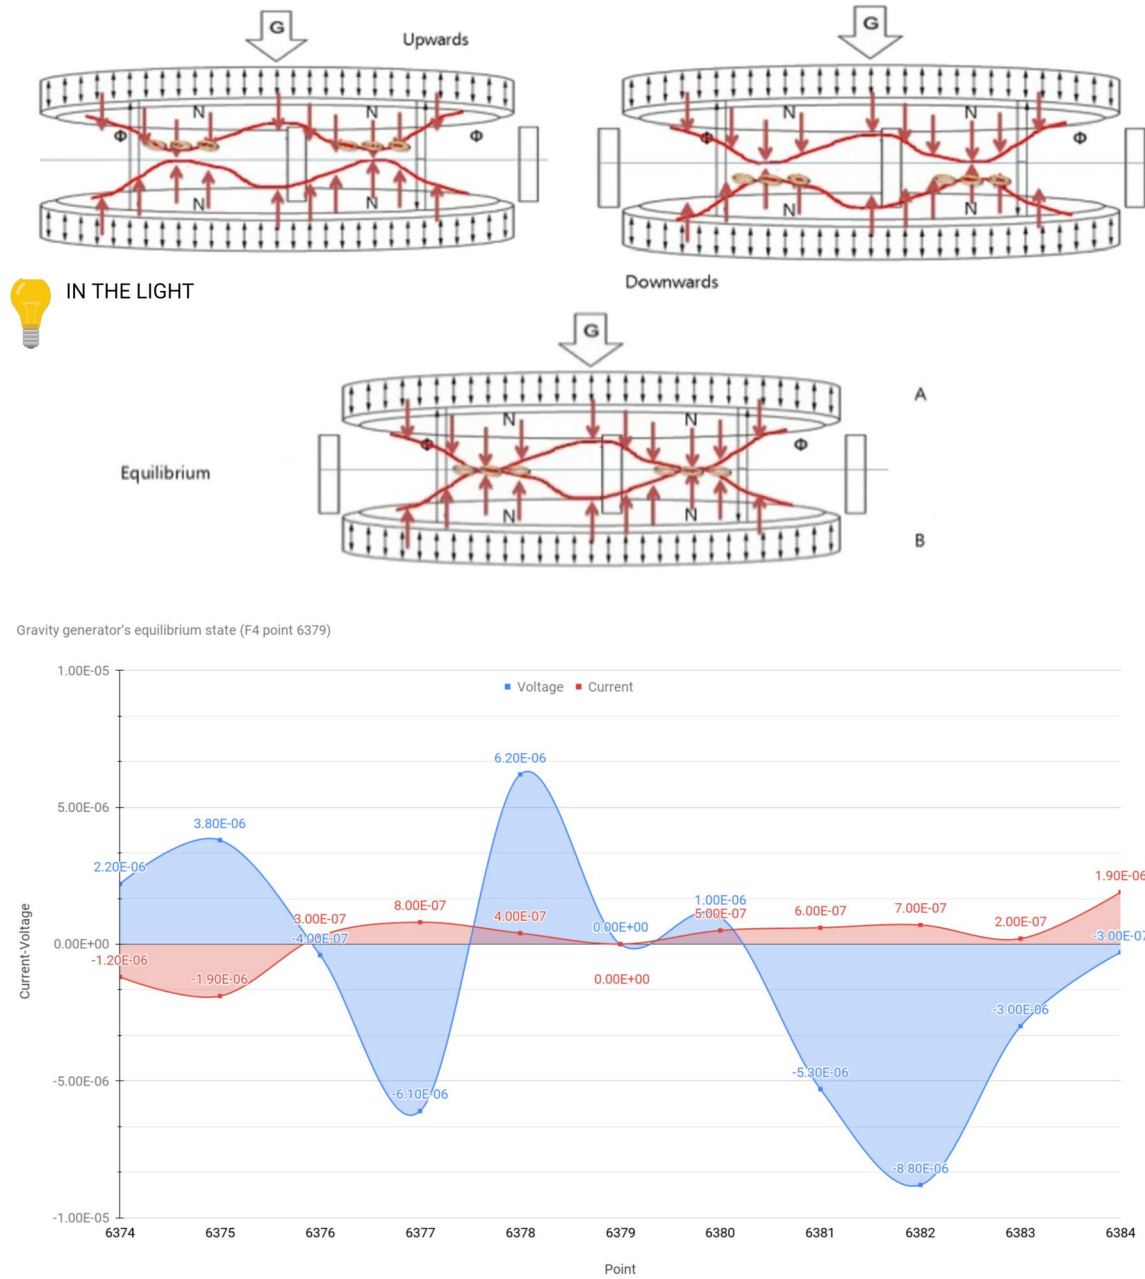 G
Upwards
N
N
Φ
Φ
N
N
G
N
N
Φ
Φ
N
N
Downwards
IN THE LIGHT
G
A
N
N
Φ
Φ
Equilibrium
N
N
B
Gravity generator's equilibrium state (F4 point 6379)
Voltage
Current
Current-Voltage
1.00E-05
5.00E-06
0.00E+00
-5.00E-06
-1.00E-05
2.20E-06
3.80E-06
-4.00E-07
-6.10E-06
6.20E-06
0.00E+00
1.00E-06
-5.30E-06
-8.80E-06
-3.00E-06
-3.00E-07
-1.20E-06
-1.90E-06
3.00E-07
8.00E-07
4.00E-07
0.00E+00
5.00E-07
6.00E-07
7.00E-07
2.00E-07
1.90E-06
6374
6375
6376
6377
6378
6379
6380
6381
6382
6383
6384
Point